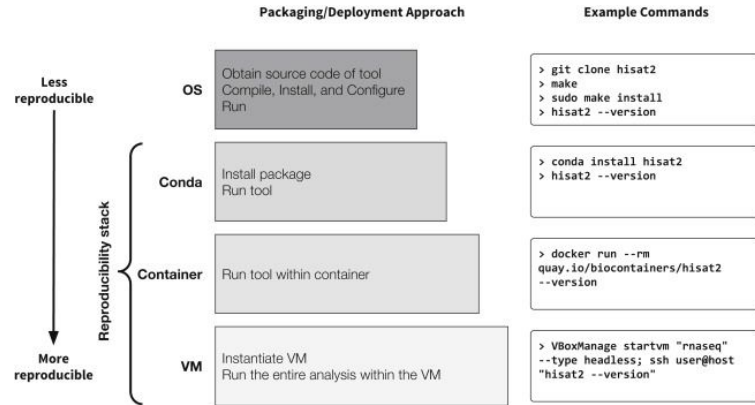 Packaging/Deployment Approach
Example Commands
Less
reproducible
OS
Obtain source code of tool
Compile, Install, and Configure
Run
> git clone hisat2
> make
> sudo make install
> hisat2 --version
Reproducibility stack
Conda
Install package
Run tool
> conda install hisat2
> hisat2 --version
Container
Run tool within container
> docker run --rm
quay.io/biocontainers/hisat2
--version
More
reproducible
VM
Instantiate VM
Run the entire analysis within the VM
> VBoxManage startvm "rnaseq"
--type headless; ssh user@host
"hisat2 --version"